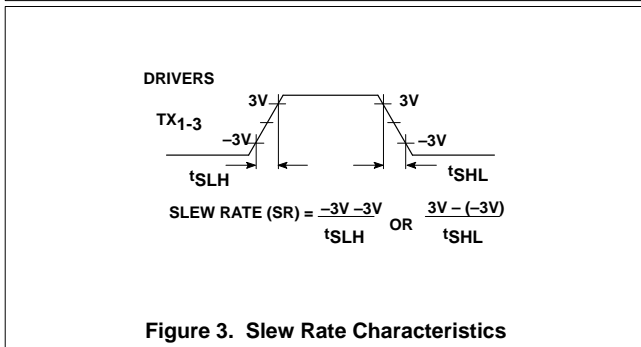 DRIVERS
3V 3V
TX1-3
–3V –3V
tSLH tSHL
SLEW RATE (SR) = –3V –3V / tSLH OR 3V – (–3V) / tSHL
Figure 3. Slew Rate Characteristics